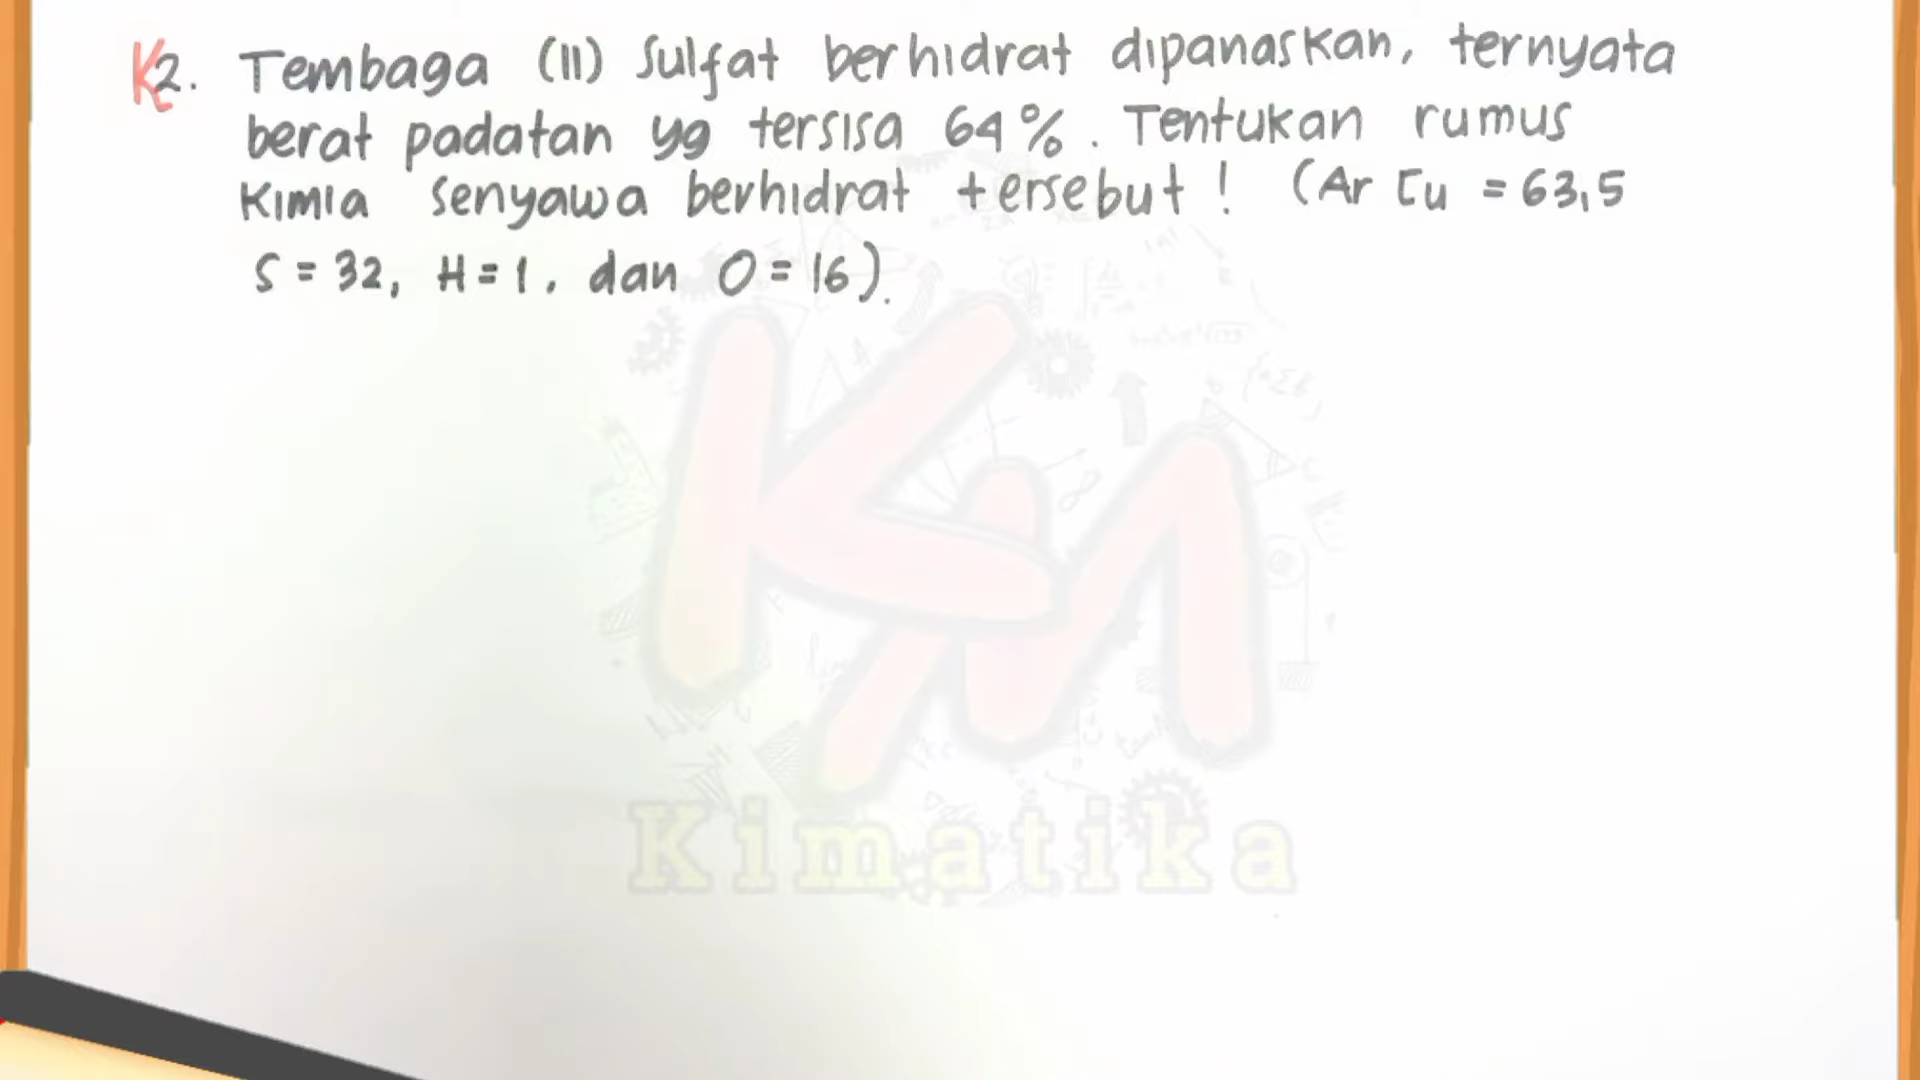 K2. Tembaga (II) Sulfat berhidrat dipanaskan, ternyata
berat padatan yg tersisa 64%. Tentukan rumus
Kimia senyawa berhidrat tersebut! (Ar Cu = 63,5
S = 32, H = 1, dan O = 16).
KM
Kimatika